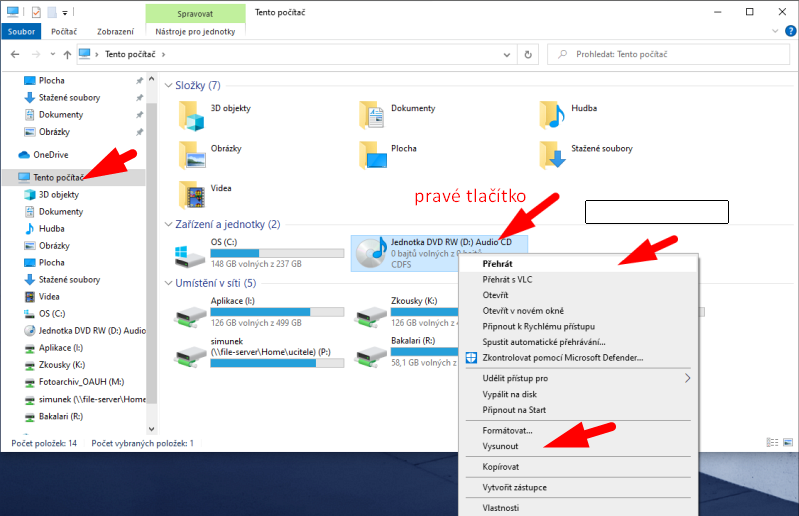 Spravovat
Tento počítač
Soubor
Počítač
Zobrazení
Nástroje pro jednotky
Tento počítač
Prohledat: Tento počítač
Plocha
Stažené soubory
Dokumenty
Obrázky
OneDrive
Tento počítač
3D objekty
Dokumenty
Hudba
Obrázky
Plocha
Stažené soubory
Videa
OS (C:)
Jednotka DVD RW (D:) Audio
Aplikace (I:)
Zkousky (K:)
Fotoarchiv_OAUH (M:)
simunek (\\file-server\Home\ucitele)
Bakalari (R:)
Složky (7)
3D objekty
Dokumenty
Hudba
Obrázky
Plocha
Stažené soubory
Videa
pravé tlačítko
Zařízení a jednotky (2)
OS (C:)
148 GB volných z 237 GB
Jednotka DVD RW (D:) Audio CD
0 bajtů volných z 0 bajtů
CDFS
Umístění v síti (5)
Aplikace (I:)
126 GB volných z 499 GB
Zkousky (K:)
126 GB volných
simunek
(\\file-server\Home\ucitele) (P:)
Bakalari (R:)
58,1 GB volných
Přehrát
Přehrát s VLC
Otevřít
Otevřít v novém okně
Připnout k Rychlému přístupu
Spustit automatické přehrávání...
Zkontrolovat pomocí Microsoft Defender...
Udělit přístup pro
Vypálit na disk
Připnout na Start
Formátovat...
Vysunout
Kopírovat
Vytvořit zástupce
Vlastnosti
Počet položek: 14
Počet vybraných položek: 1